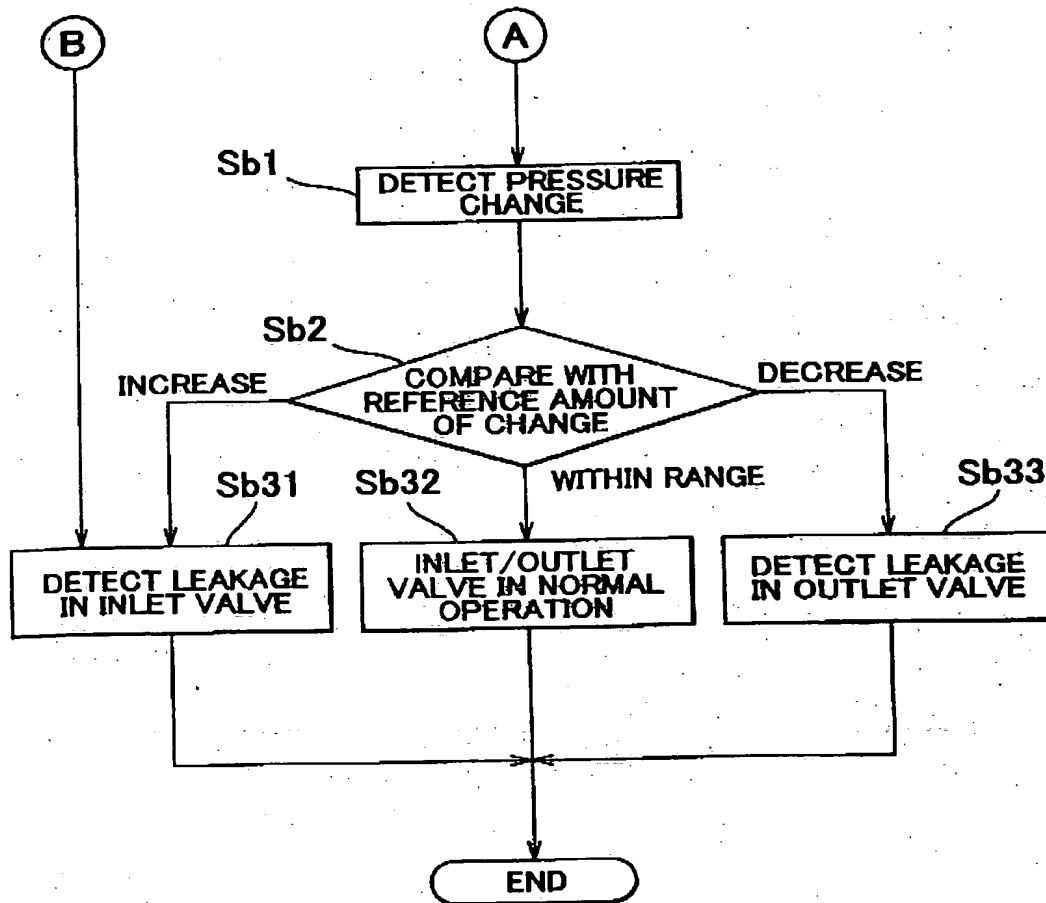 B
A
Sb1
DETECT PRESSURE
CHANGE
Sb2
INCREASE
COMPARE WITH
REFERENCE AMOUNT
OF CHANGE
DECREASE
WITHIN RANGE
Sb31
Sb32
Sb33
DETECT LEAKAGE
IN INLET VALVE
INLET/OUTLET
VALVE IN NORMAL
OPERATION
DETECT LEAKAGE
IN OUTLET VALVE
END